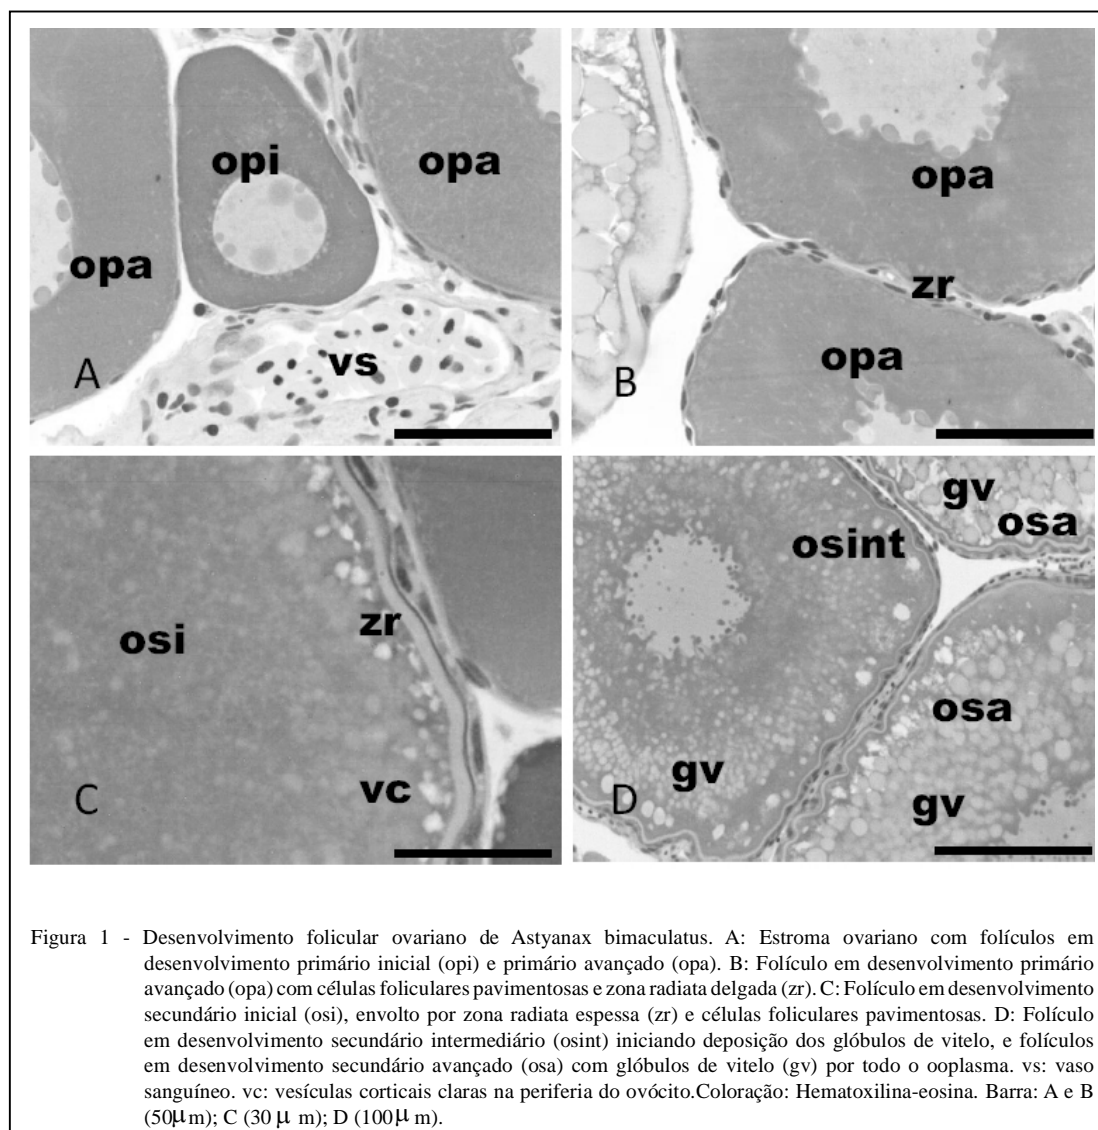 opi
opa
opa
vs
A
opa
zr
opa
B
osi
zr
vc
C
gv
osa
osint
osa
gv
gv
D
Figura 1 - Desenvolvimento folicular ovariano de Astyanax bimaculatus. A: Estroma ovariano com folículos em
desenvolvimento primário inicial (opi) e primário avançado (opa). B: Folículo em desenvolvimento primário
avançado (opa) com células foliculares pavimentosas e zona radiata delgada (zr). C: Folículo em desenvolvimento
secundário inicial (osi), envolto por zona radiata espessa (zr) e células foliculares pavimentosas. D: Folículo
em desenvolvimento secundário intermediário (osint) iniciando deposição dos glóbulos de vitelo, e folículos
em desenvolvimento secundário avançado (osa) com glóbulos de vitelo (gv) por todo o ooplasma. vs: vaso
sanguíneo. vc: vesículas corticais claras na periferia do ovócito.Coloração: Hematoxilina-eosina. Barra: A e B
(50μm); C (30 μ m); D (100μ m).